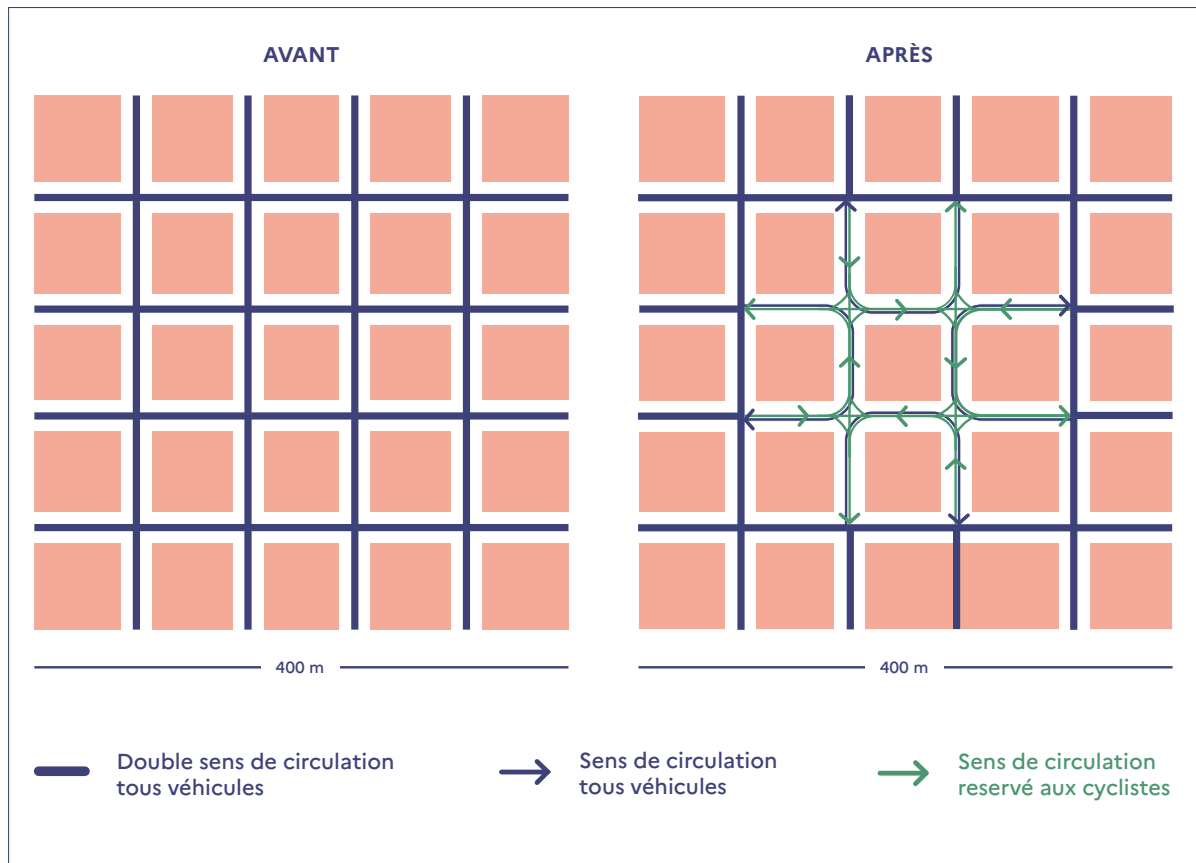 AVANT
APRÈS
400 m
400 m
Double sens de circulation
tous véhicules
Sens de circulation
tous véhicules
Sens de circulation
reservé aux cyclistes